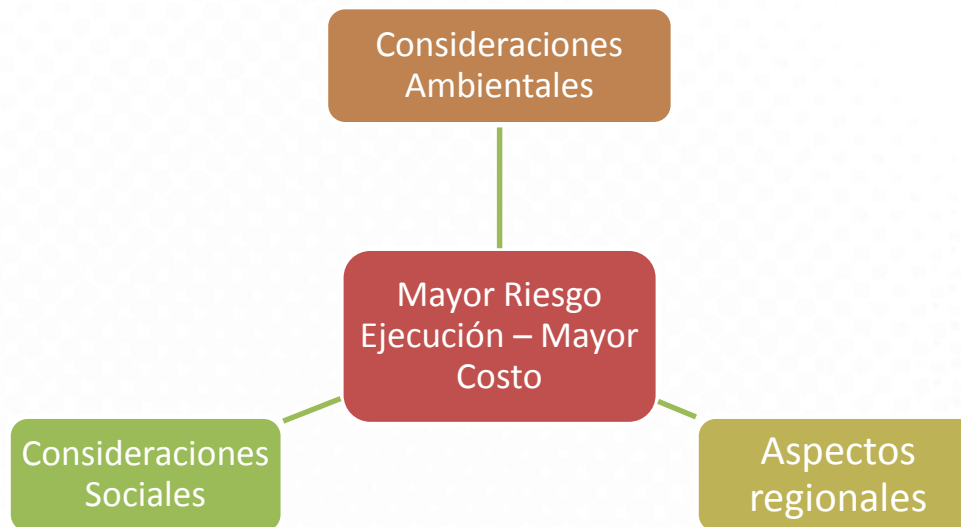 Consideraciones
Ambientales
Mayor Riesgo
Ejecución – Mayor
Costo
Consideraciones
Sociales
Aspectos
regionales